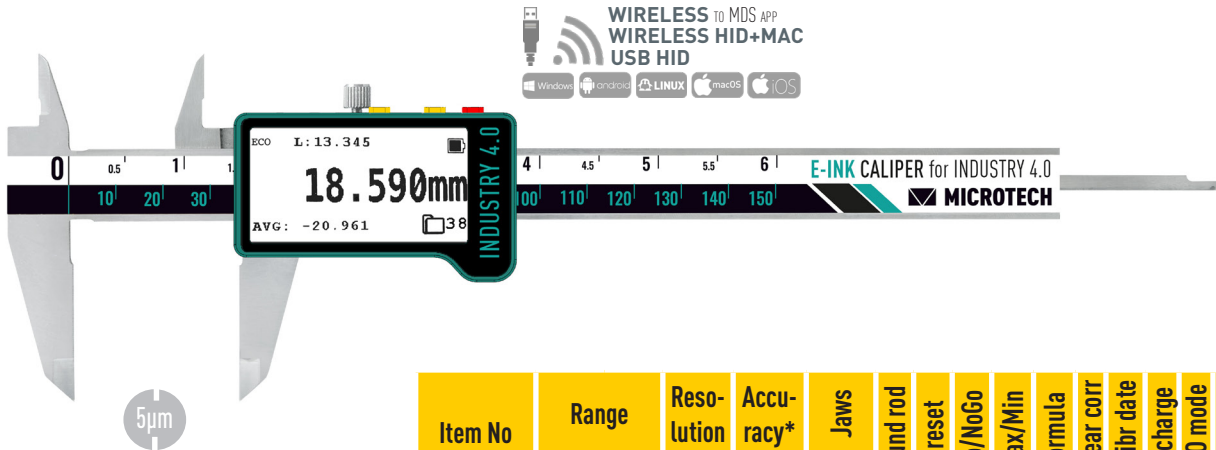 WIRELESS TO MDS APP
WIRELESS HID+MAC
USB HID
Windows android LINUX macOS iOS
ECO L:13.345
18.590mm
AVG: -20.961 38
INDUSTRY 4.0
0 0.5' 1' 4 4.5' 5 5.5' 6
10' 20' 30' 100' 110' 120' 130' 140' 150'
E-INK CALIPER for INDUSTRY 4.0
MICROTECH
5µm
Item No Range Reso-lution Accu-racy* Jaws reset